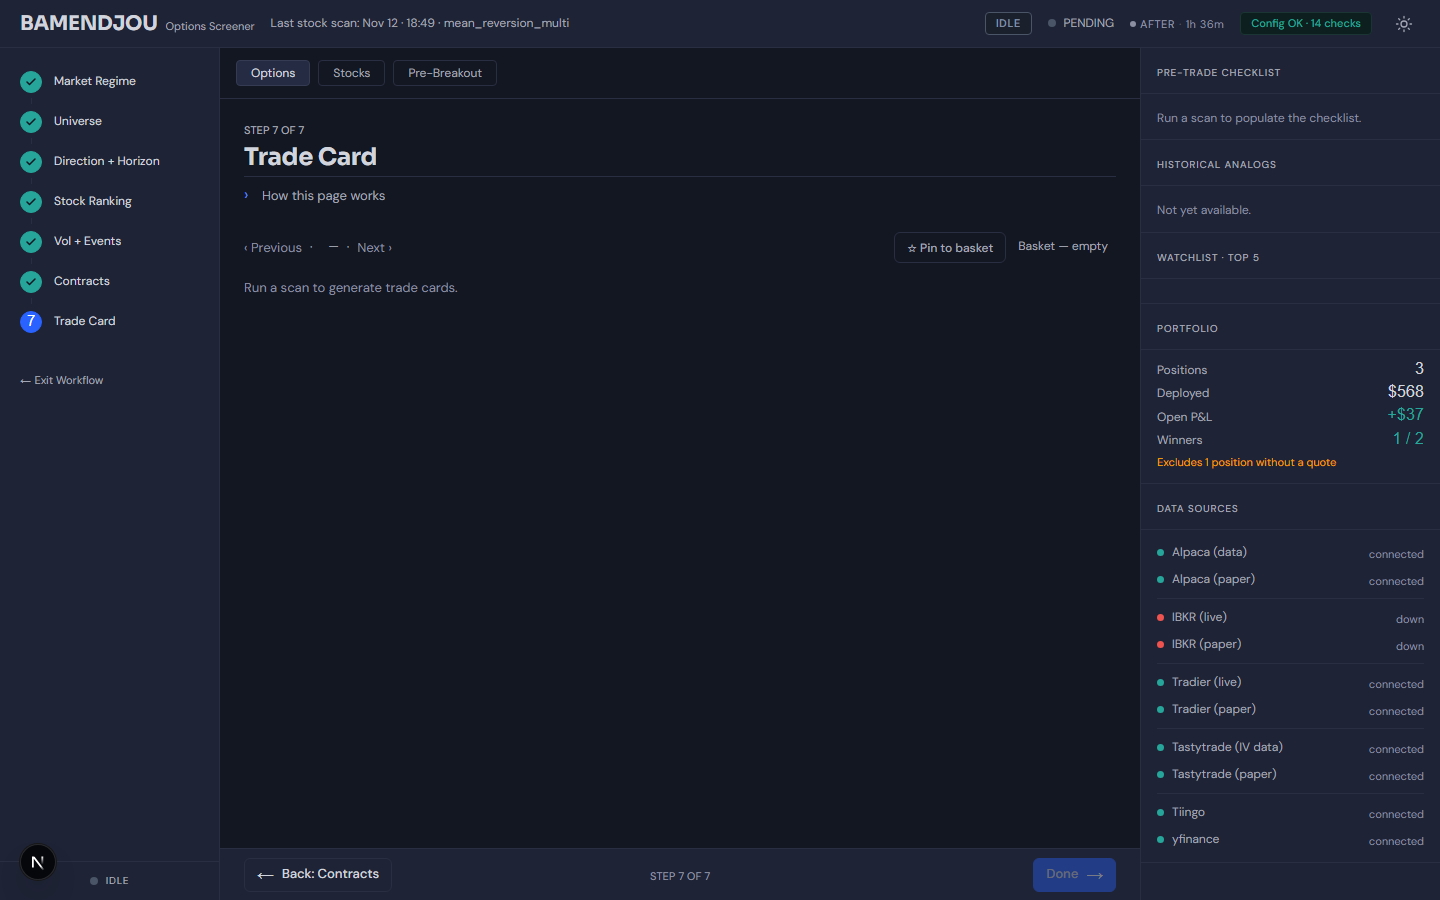 BAMENDJOU Options Screener
Last stock scan: Nov 12 · 18:49 · mean_reversion_multi
IDLE
PENDING
AFTER · 1h 36m
Config OK · 14 checks
Market Regime
Universe
Direction + Horizon
Stock Ranking
Vol + Events
Contracts
7 Trade Card
← Exit Workflow
N
IDLE
Options
Stocks
Pre-Breakout
STEP 7 OF 7
Trade Card
› How this page works
‹ Previous · — · Next ›
☆ Pin to basket
Basket — empty
Run a scan to generate trade cards.
← Back: Contracts
STEP 7 OF 7
Done →
PRE-TRADE CHECKLIST
Run a scan to populate the checklist.
HISTORICAL ANALOGS
Not yet available.
WATCHLIST · TOP 5
PORTFOLIO
Positions 3
Deployed $568
Open P&L +$37
Winners 1 / 2
Excludes 1 position without a quote
DATA SOURCES
Alpaca (data) connected
Alpaca (paper) connected
IBKR (live) down
IBKR (paper) down
Tradier (live) connected
Tradier (paper) connected
Tastytrade (IV data) connected
Tastytrade (paper) connected
Tiingo connected
yfinance connected